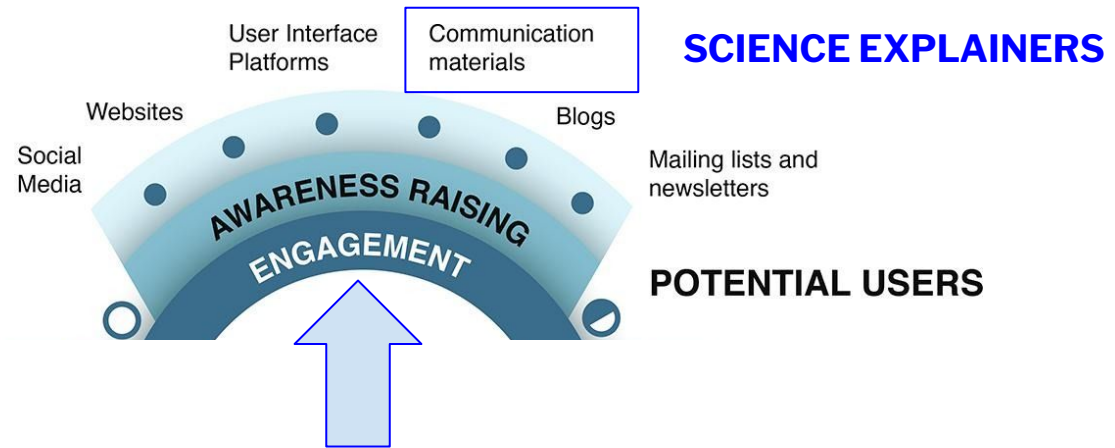 User Interface
Platforms
Communication
materials
SCIENCE EXPLAINERS
Websites
Blogs
Social
Media
Mailing lists and
newsletters
AWARENESS RAISING
ENGAGEMENT
POTENTIAL USERS